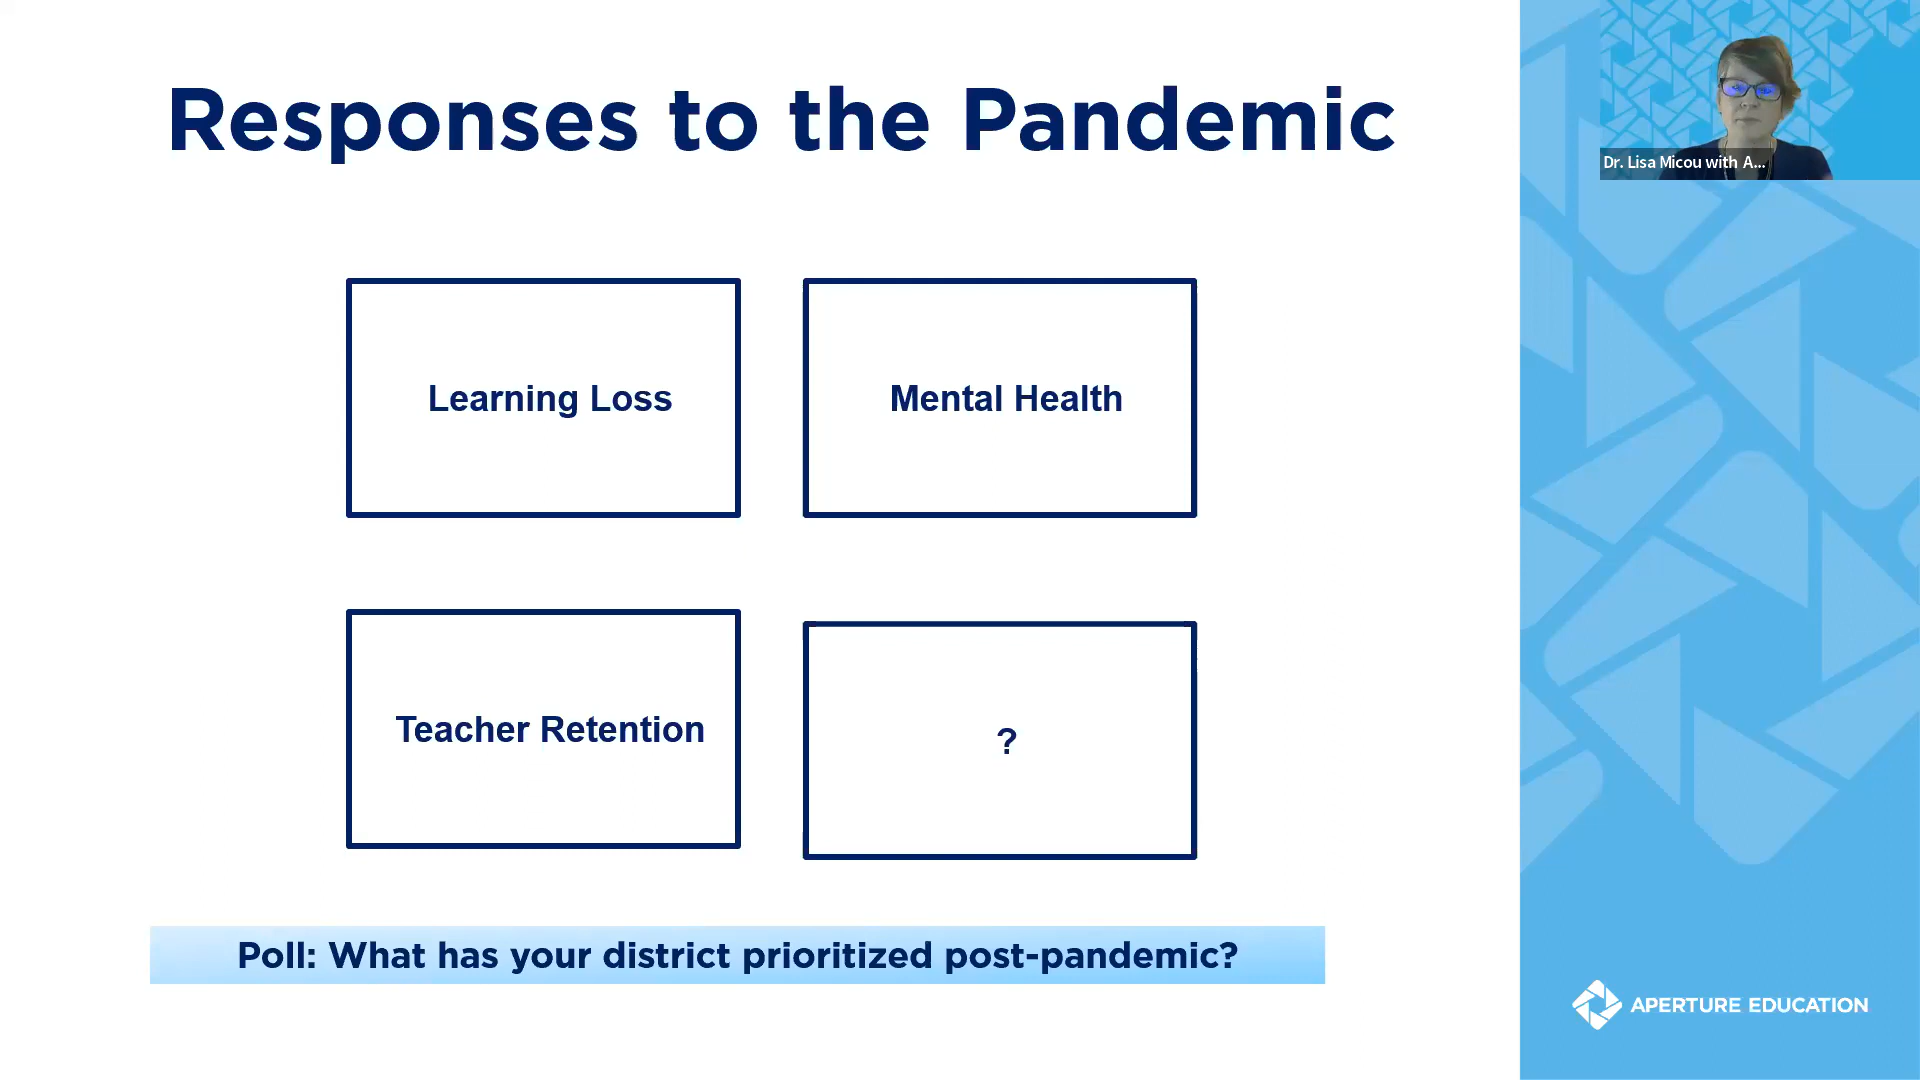 Responses to the Pandemic
Dr. Lisa Micou with A...
Learning Loss
Mental Health
Teacher Retention
?
Poll: What has your district prioritized post-pandemic?
APERTURE EDUCATION